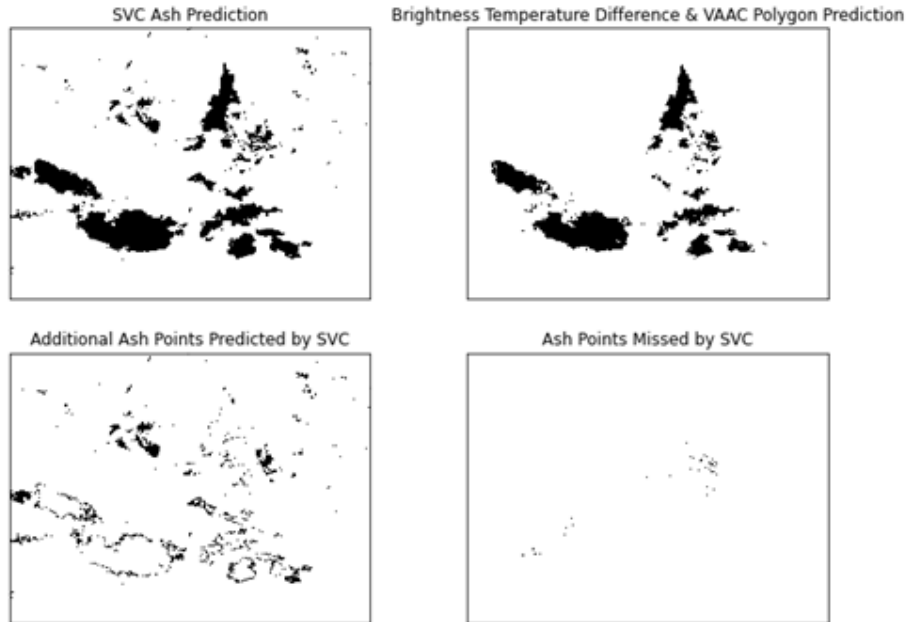 SVC Ash Prediction
Brightness Temperature Difference & VAAC Polygon Prediction
Additional Ash Points Predicted by SVC
Ash Points Missed by SVC